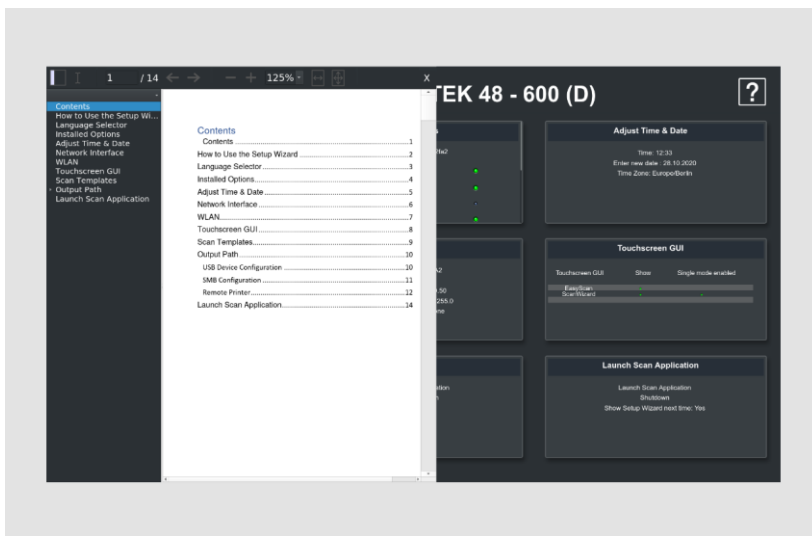 1 / 14
125%
X
Contents
How to Use the Setup Wi...
Language Selector
Installed Options
Adjust Time & Date
Network Interface
WLAN
Touchscreen GUI
Scan Templates
Output Path
Launch Scan Application
Contents
Contents 1
How to Use the Setup Wizard 2
Language Selector 3
Installed Options 4
Adjust Time & Date 5
Network Interface 6
WLAN 7
Touchscreen GUI 8
Scan Templates 9
Output Path 10
USB Device Configuration 10
SMB Configuration 11
Remote Printer 12
Launch Scan Application 14
TEK 48 - 600 (D)
?
Adjust Time & Date
Time: 12:33
Enter new date : 28.10.2020
Time Zone: Europe/Berlin
.50
255.0
Touchscreen GUI
Touchscreen GUI Show Single mode enabled
EasyScan
ScanWizard
Launch Scan Application
Launch Scan Application
Shutdown
Show Setup Wizard next time: Yes